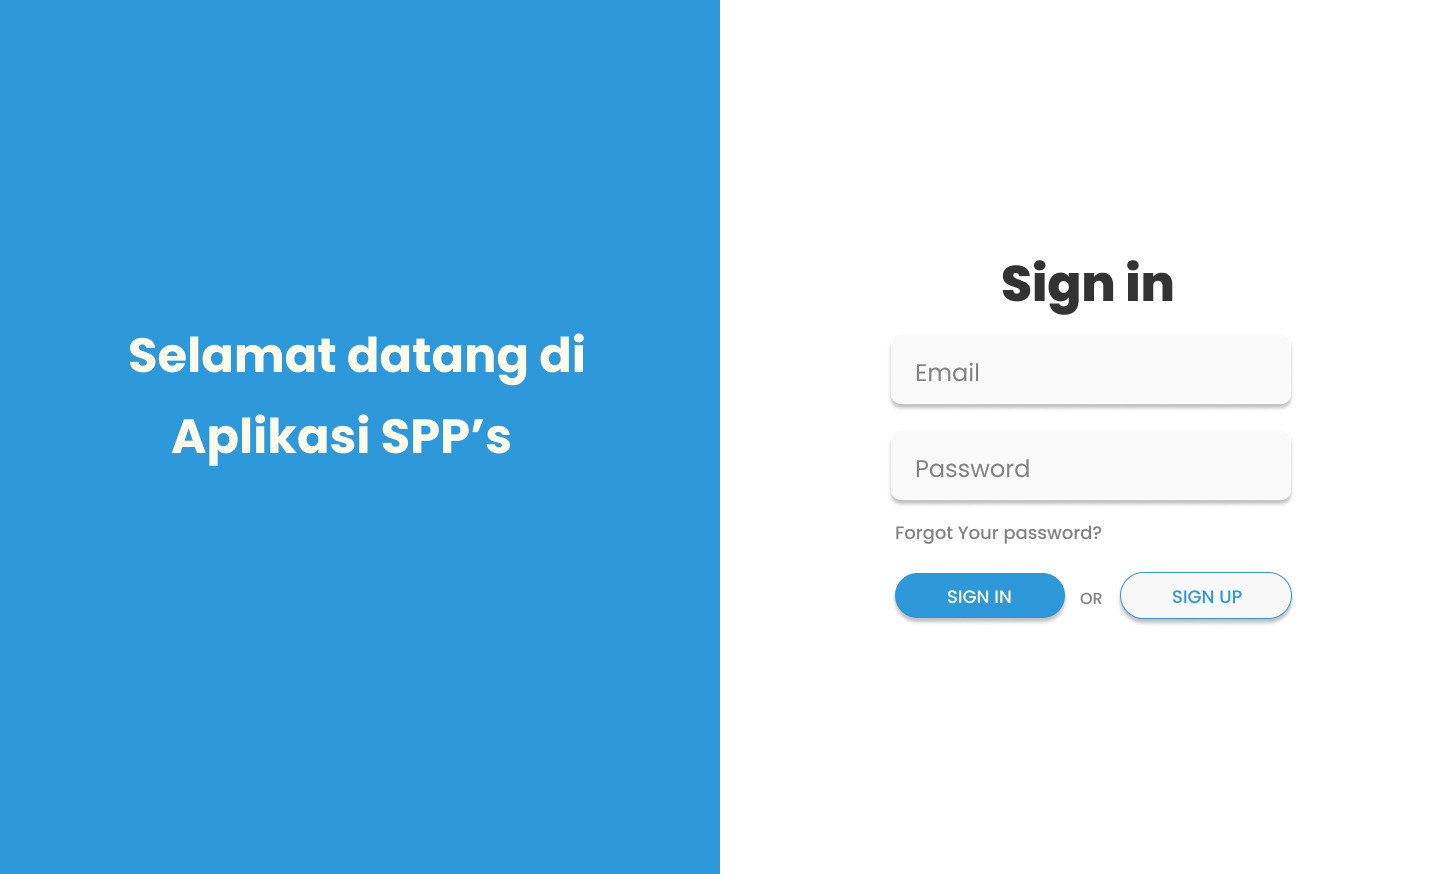 Selamat datang di
Aplikasi SPP’s
Sign in
Email
Password
Forgot Your password?
SIGN IN
OR
SIGN UP